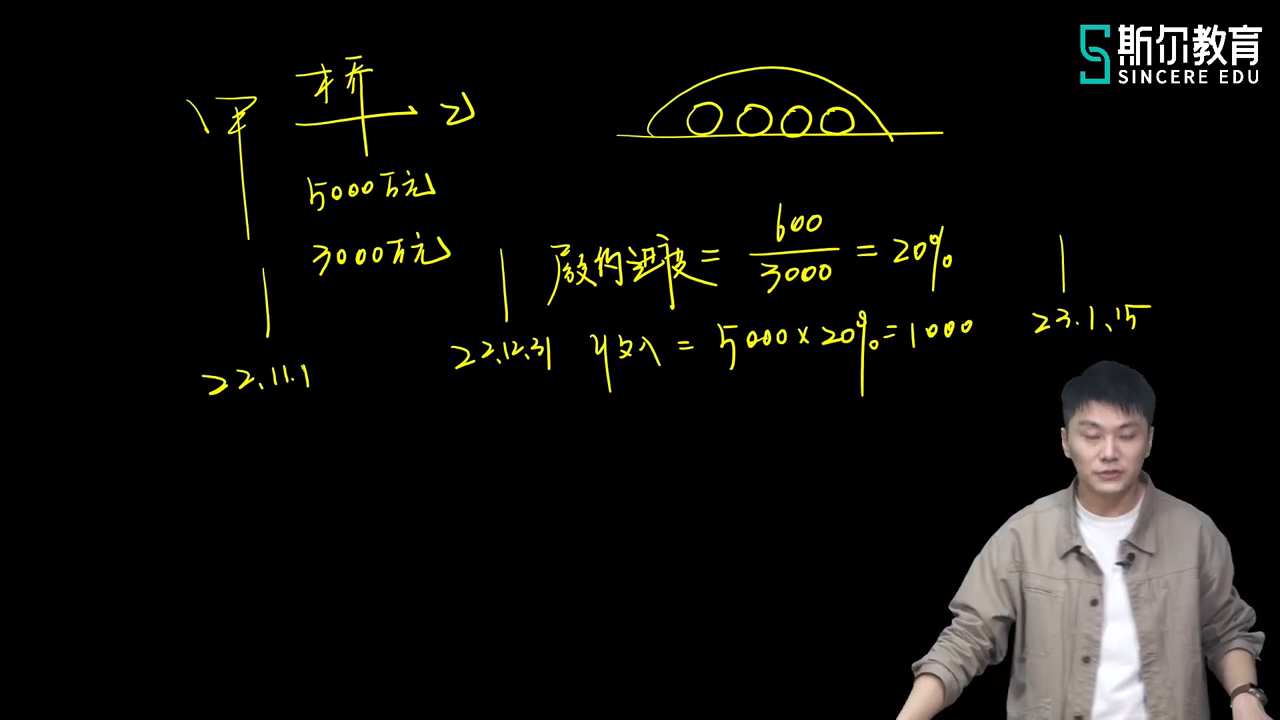 斯尔教育
SINCERE EDU
甲 桥 乙
5000万元
3000万元
履约进度 = 600/3000 = 20%
22.11.1
22.12.31 收入 = 5000×20%=1000
23.1.15